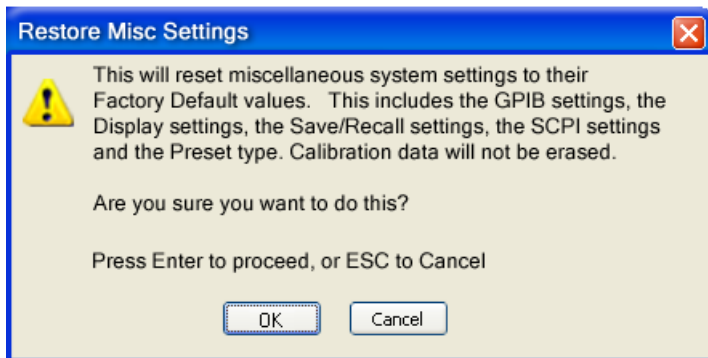 Restore Misc Settings
This will reset miscellaneous system settings to their
Factory Default values.   This includes the GPIB settings, the
Display settings, the Save/Recall settings, the SCPI settings
and the Preset type. Calibration data will not be erased.
Are you sure you want to do this?
Press Enter to proceed, or ESC to Cancel
OK
Cancel